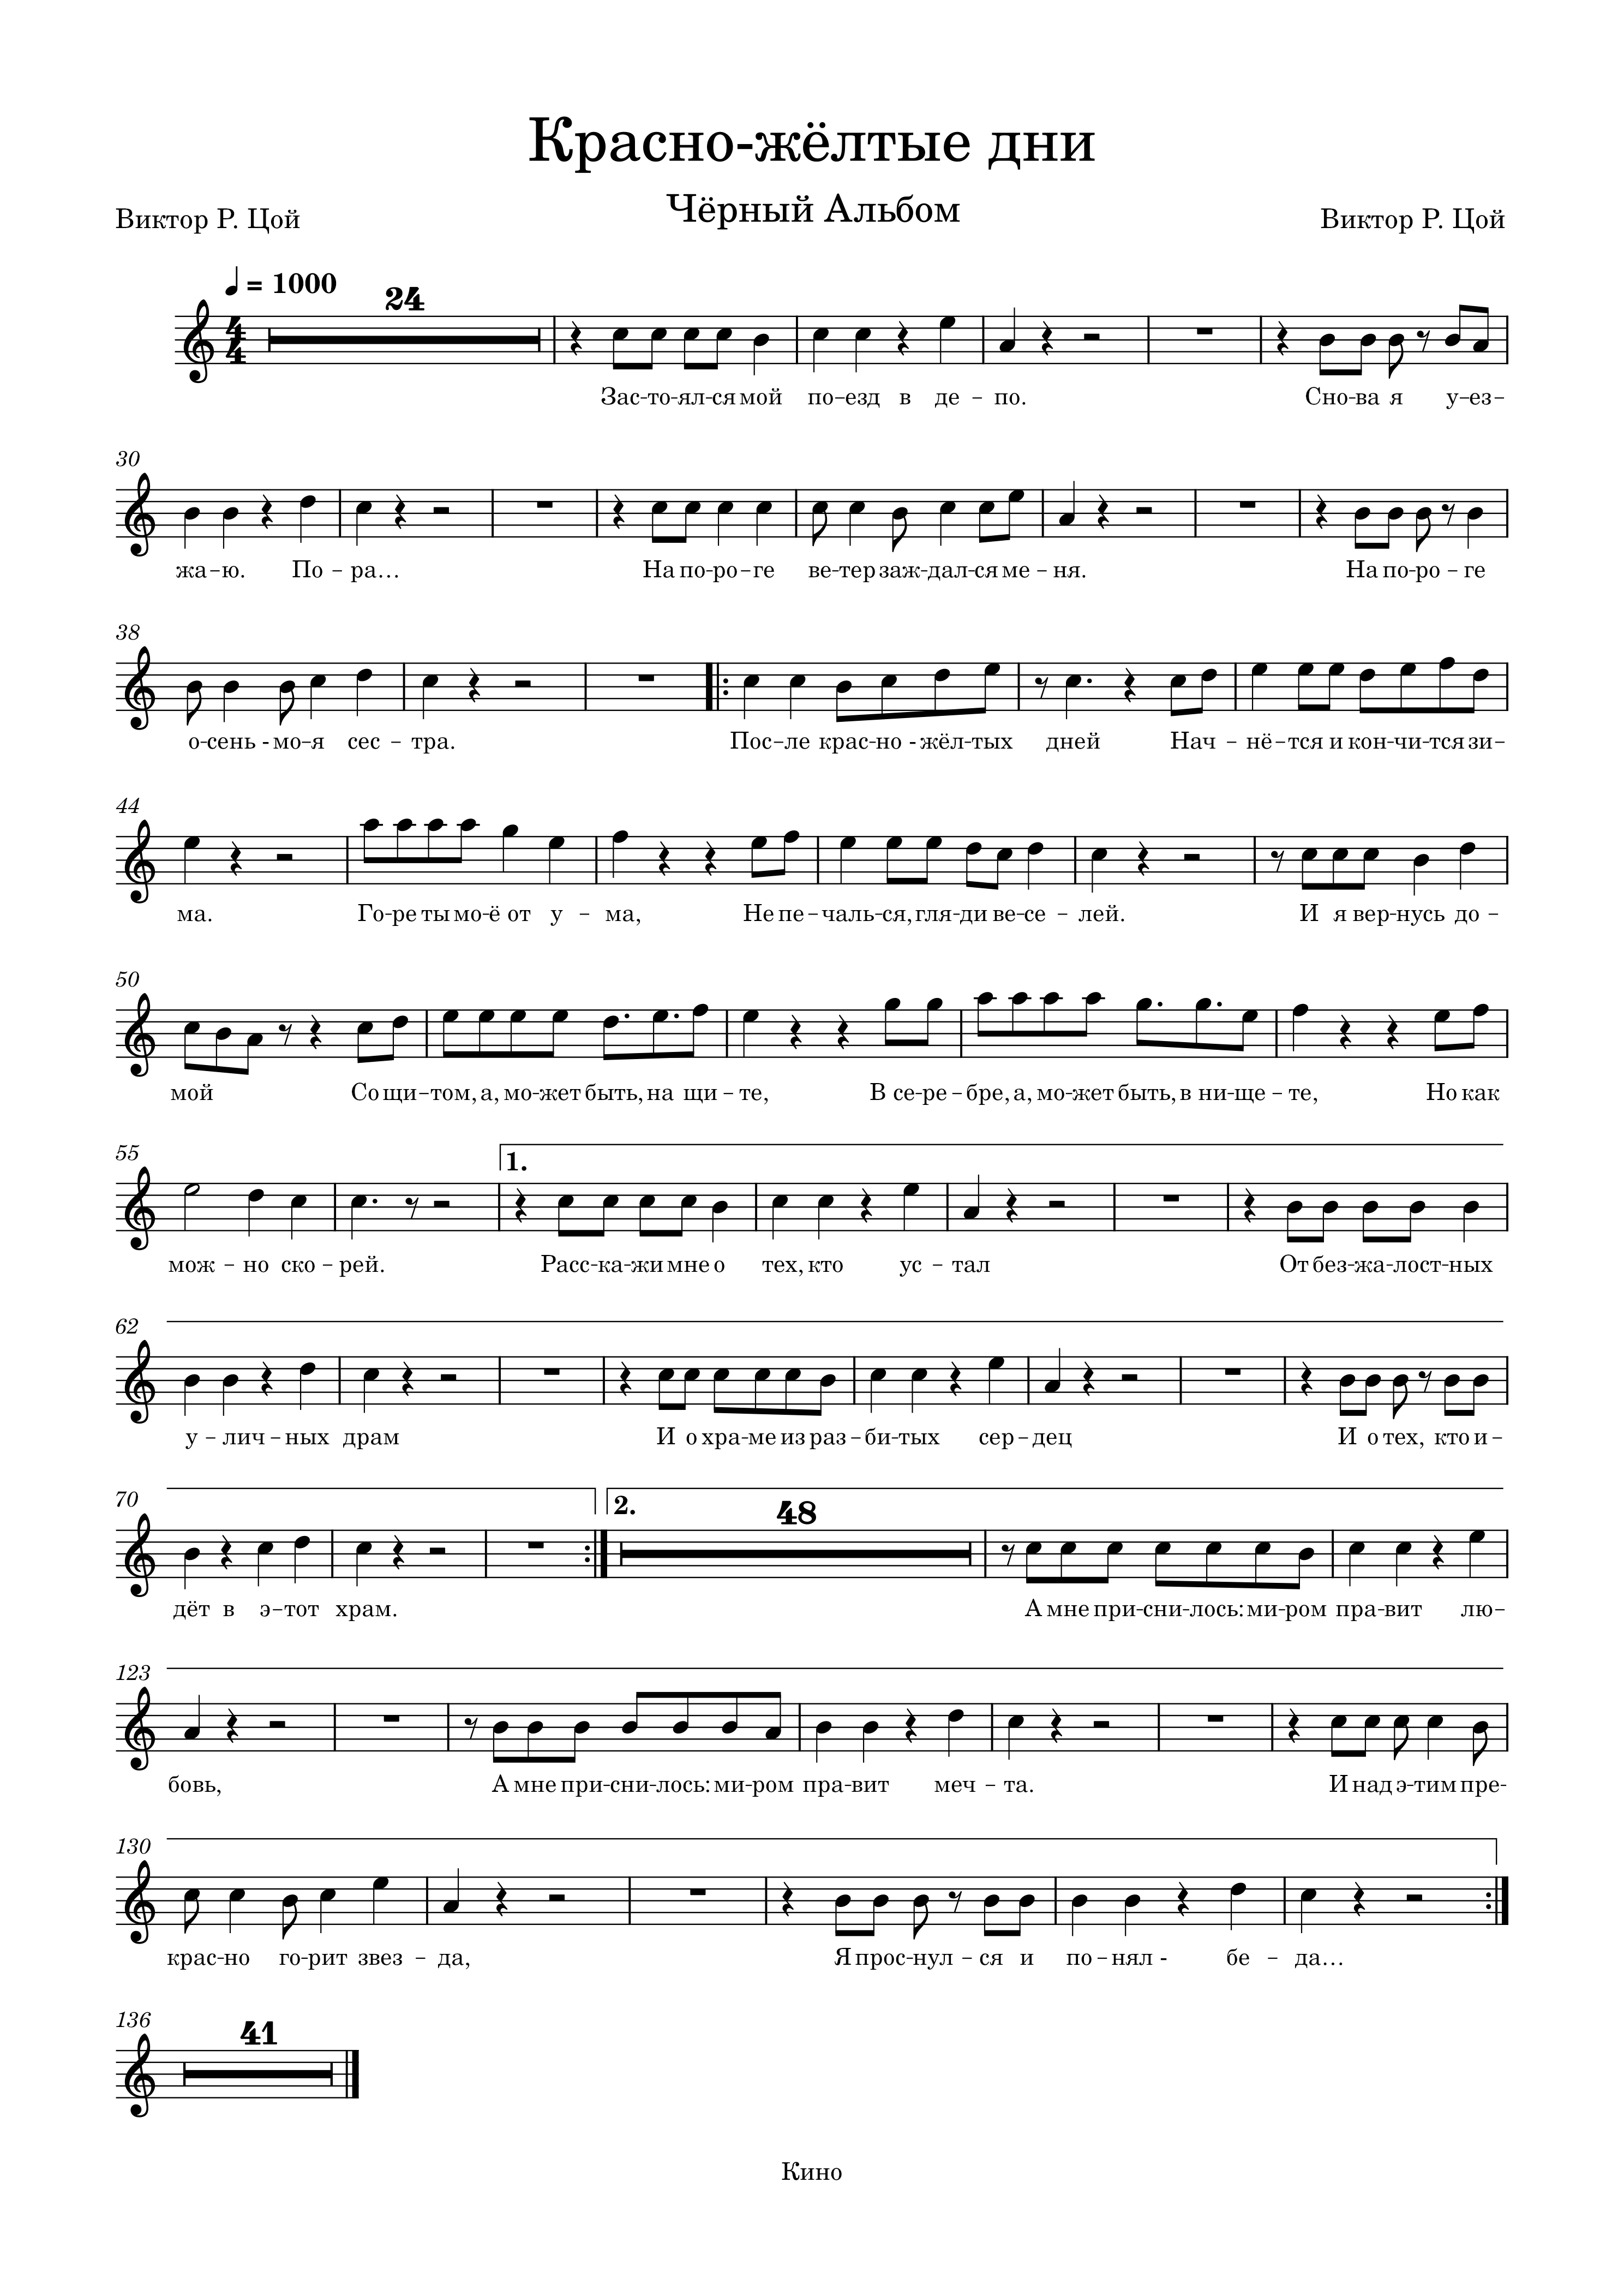 Красно-жёлтые дни
Чёрный Альбом
Виктор Р. Цой
Виктор Р. Цой
= 1000
24
4
4
Зас-то-ял-ся мой по-езд в де-по. Сно-ва я у-ез-
30
жа-ю. По-ра... На по-ро-ге ве-тер заж-дал-ся ме-ня. На по-ро-ге
38
о-сень - мо-я сес-тра. Пос-ле крас-но - жёл-тых дней Нач-нё-тся и кон-чи-тся зи-
44
ма. Го-ре ты мо-ё от у-ма, Не пе-чаль-ся, гля-ди ве-се-лей. И я вер-нусь до-
50
мой Со щи-том, а, мо-жет быть, на щи-те, В се-ре-бре, а, мо-жет быть, в ни-ще-те, Но как
55
1.
мож-но ско-рей. Расс-ка-жи мне о тех, кто ус-тал От без-жа-лост-ных
62
у-лич-ных драм И о хра-ме из раз-би-тых сер-дец И о тех, кто и-
70
2.
48
дёт в э-тот храм. А мне при-сни-лось: ми-ром пра-вит лю-
123
бовь, А мне при-сни-лось: ми-ром пра-вит меч-та. И над э-тим пре-
130
крас-но го-рит звез-да, Я прос-нул-ся и по-нял - бе-да...
136
41
Кино